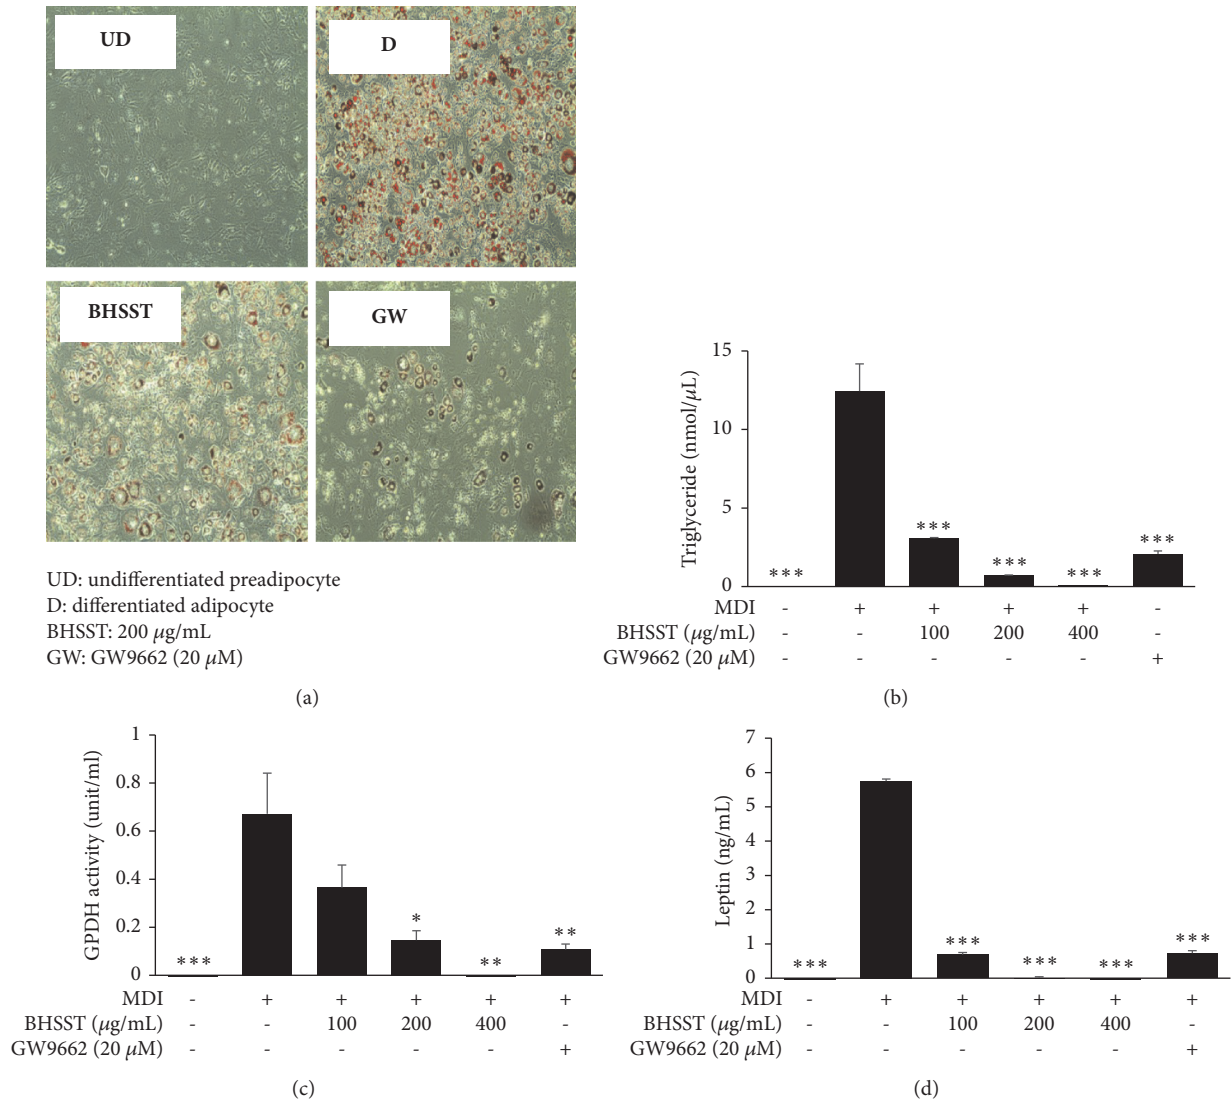 UD
D
BHSST
GW
UD: undifferentiated preadipocyte
D: differentiated adipocyte
BHSST: 200 μg/mL
GW: GW9662 (20 μM)
(a)
Triglyceride (nmol/μL)
15
10
5
0
*** *** *** *** ***
MDI - + + + + -
BHSST (μg/mL) - - 100 200 400 -
GW9662 (20 μM) - - - - - +
(b)
GPDH activity (unit/ml)
1
0.8
0.6
0.4
0.2
0
*** * ** **
MDI - + + + + +
BHSST (μg/mL) - - 100 200 400 -
GW9662 (20 μM) - - - - - +
(c)
Leptin (ng/mL)
7
6
5
4
3
2
1
0
*** *** *** *** ***
MDI - + + + + +
BHSST (μg/mL) - - 100 200 400 -
GW9662 (20 μM) - - - - - +
(d)